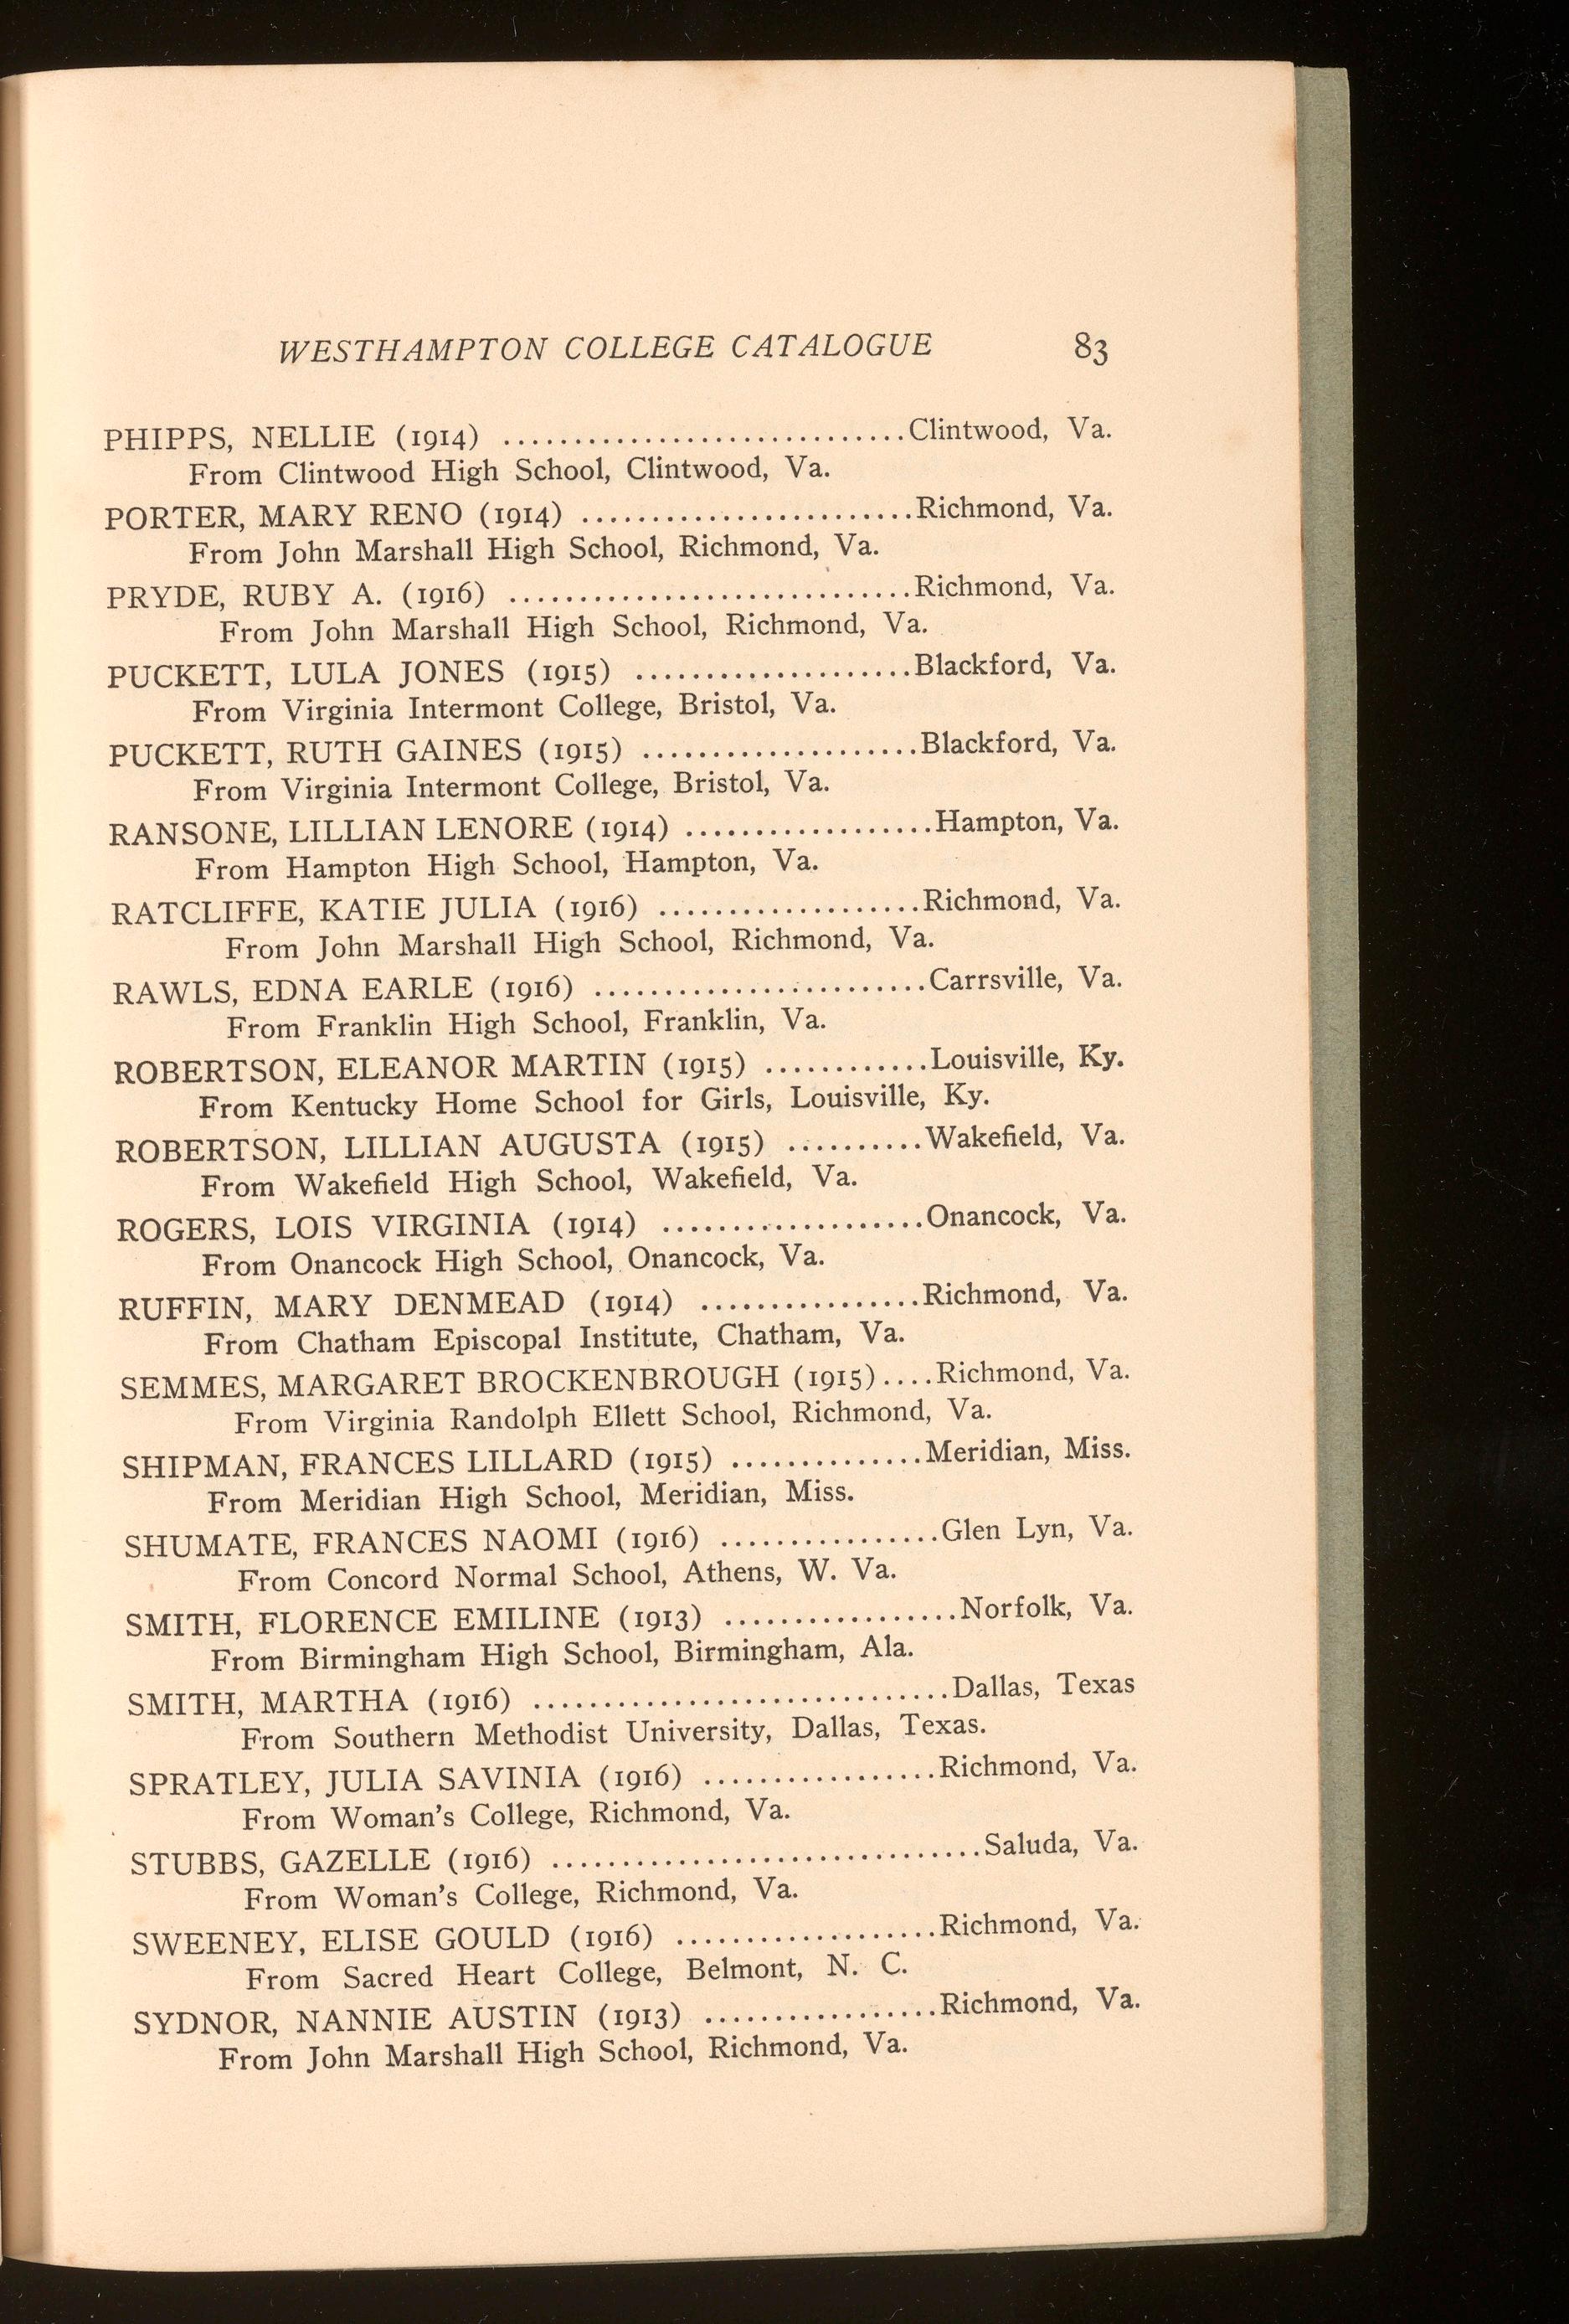 WESTHAMPTON COLLEGE CATALOGUE 83
PHIPPS, NELLIE (1914) .............................Clintwood, Va.
From Clintwood High School, Clintwood, Va.
PORTER, MARY RENO (1914) ........................Richmond, Va.
From John Marshall High School, Richmond, Va.
PRYDE, RUBY A. (1916) .............................Richmond, Va.
From John Marshall High School, Richmond, Va.
PUCKETT, LULA JONES (1915) ....................Blackford, Va.
From Virginia Intermont College, Bristol, Va.
PUCKETT, RUTH GAINES (1915) ....................Blackford, Va.
From Virginia Intermont College, Bristol, Va.
RANSONE, LILLIAN LENORE (1914) ..................Hampton, Va.
From Hampton High School, Hampton, Va.
RATCLIFFE, KATIE JULIA (1916) ...................Richmond, Va.
From John Marshall High School, Richmond, Va.
RAWLS, EDNA EARLE (1916) ........................Carrsville, Va.
From Franklin High School, Franklin, Va.
ROBERTSON, ELEANOR MARTIN (1915) ............Louisville, Ky.
From Kentucky Home School for Girls, Louisville, Ky.
ROBERTSON, LILLIAN AUGUSTA (1915) ..........Wakefield, Va.
From Wakefield High School, Wakefield, Va.
ROGERS, LOIS VIRGINIA (1914) ...................Onancock, Va.
From Onancock High School, Onancock, Va.
RUFFIN, MARY DENMEAD (1914) ................Richmond, Va.
From Chatham Episcopal Institute, Chatham, Va.
SEMMES, MARGARET BROCKENBROUGH (1915)....Richmond, Va.
From Virginia Randolph Ellett School, Richmond, Va.
SHIPMAN, FRANCES LILLARD (1915) ..............Meridian, Miss.
From Meridian High School, Meridian, Miss.
SHUMATE, FRANCES NAOMI (1916) ................Glen Lyn, Va.
From Concord Normal School, Athens, W. Va.
SMITH, FLORENCE EMILINE (1913) .................Norfolk, Va.
From Birmingham High School, Birmingham, Ala.
SMITH, MARTHA (1916) ..............................Dallas, Texas
From Southern Methodist University, Dallas, Texas.
SPRATLEY, JULIA SAVINIA (1916) .................Richmond, Va.
From Woman's College, Richmond, Va.
STUBBS, GAZELLE (1916) ...............................Saluda, Va.
From Woman's College, Richmond, Va.
SWEENEY, ELISE GOULD (1916) ...................Richmond, Va.
From Sacred Heart College, Belmont, N. C.
SYDNOR, NANNIE AUSTIN (1913) .................Richmond, Va.
From John Marshall High School, Richmond, Va.